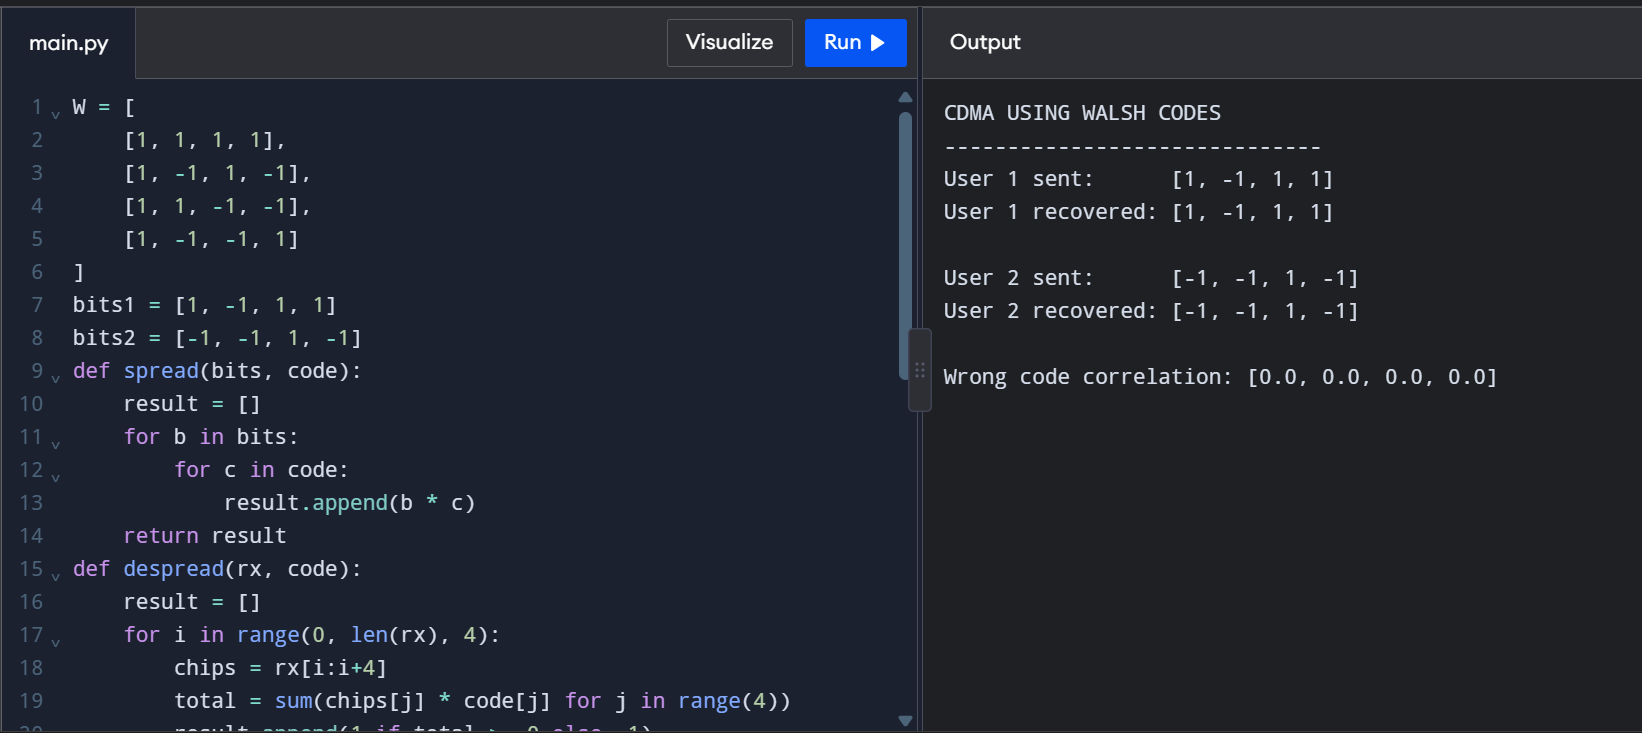 main.py
Visualize
Run
1 W = [
2     [1, 1, 1, 1],
3     [1, -1, 1, -1],
4     [1, 1, -1, -1],
5     [1, -1, -1, 1]
6 ]
7 bits1 = [1, -1, 1, 1]
8 bits2 = [-1, -1, 1, -1]
9 def spread(bits, code):
10     result = []
11     for b in bits:
12         for c in code:
13             result.append(b * c)
14     return result
15 def despread(rx, code):
16     result = []
17     for i in range(0, len(rx), 4):
18         chips = rx[i:i+4]
19         total = sum(chips[j] * code[j] for j in range(4))
20         result.append(1 if total
Output
CDMA USING WALSH CODES
------------------------------
User 1 sent:      [1, -1, 1, 1]
User 1 recovered: [1, -1, 1, 1]
User 2 sent:      [-1, -1, 1, -1]
User 2 recovered: [-1, -1, 1, -1]
Wrong code correlation: [0.0, 0.0, 0.0, 0.0]